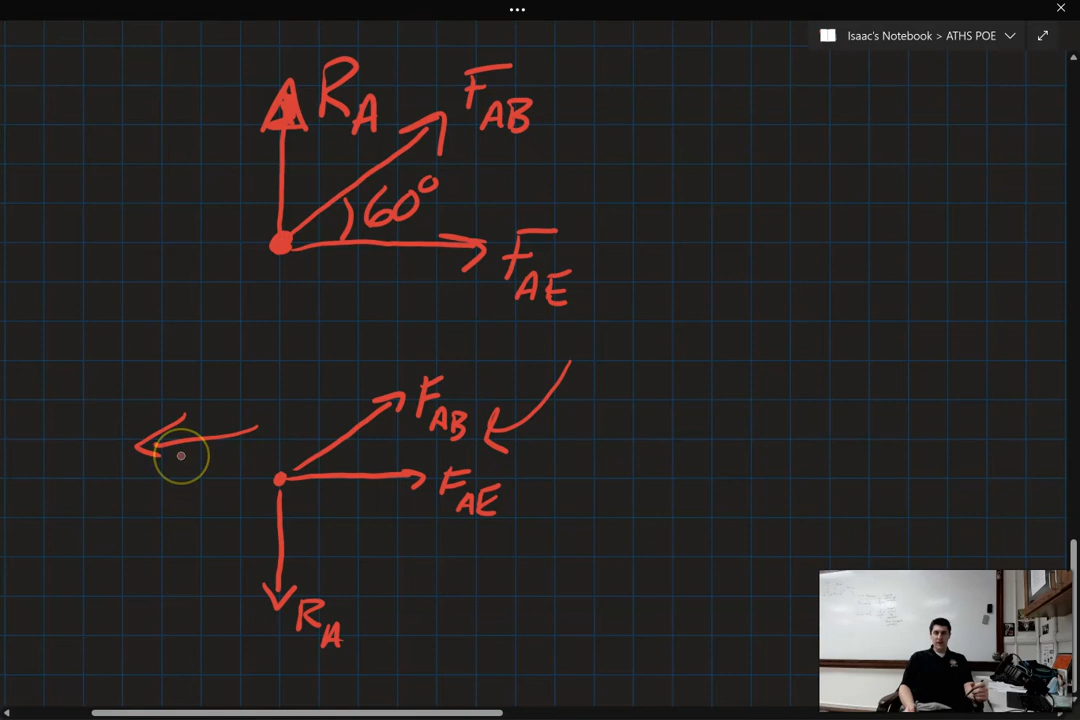 Isaac's Notebook > ATHS POE
R_A
F_AB
60°
F_AE
F_AB
F_AE
R_A